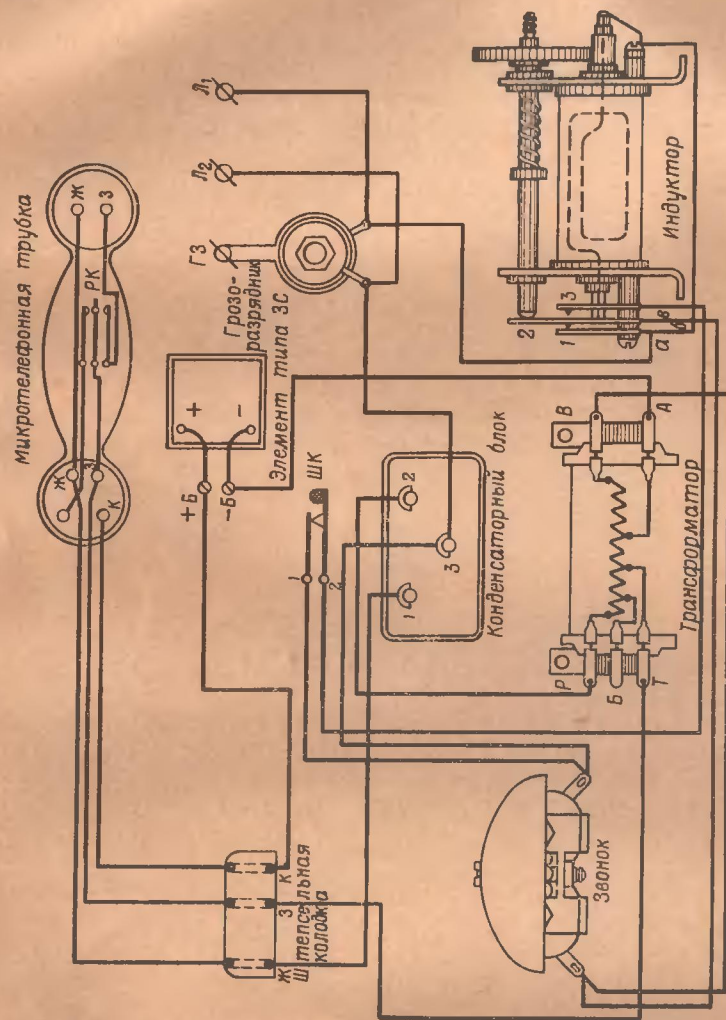 Микротелефонная трубка
Ж
З
РК
Ж
З
К
Л1
Л2
ГЗ
Грозо-
разрядник
+
-
Элемент типа 3С
+Б
-Б
1
2
ШК
2
3
1
Конденсаторный блок
2
1
3
а
б
в
Индуктор
В
А
Р
Б
Т
Трансформатор
Звонок
Ж
З
К
Штепсельная
колодка